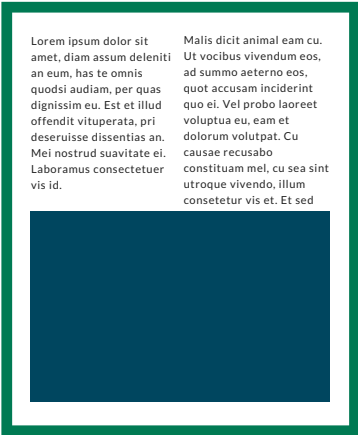 Lorem ipsum dolor sit
amet, diam assum deleniti
an eum, has te omnis
quodsi audiam, per quas
dignissim eu. Est et illud
offendit vituperata, pri
deseruisse dissentias an.
Mei nostrud suavitate ei.
Laboramus consectetuer
vis id.
Malis dicit animal eam cu.
Ut vocibus vivendum eos,
ad summo aeterno eos,
quot accusam inciderint
quo ei. Vel probo laoreet
voluptua eu, eam et
dolorum volutpat. Cu
causae recusabo
constituam mel, cu sea sint
utroque vivendo, illum
consetetur vis et. Et sed